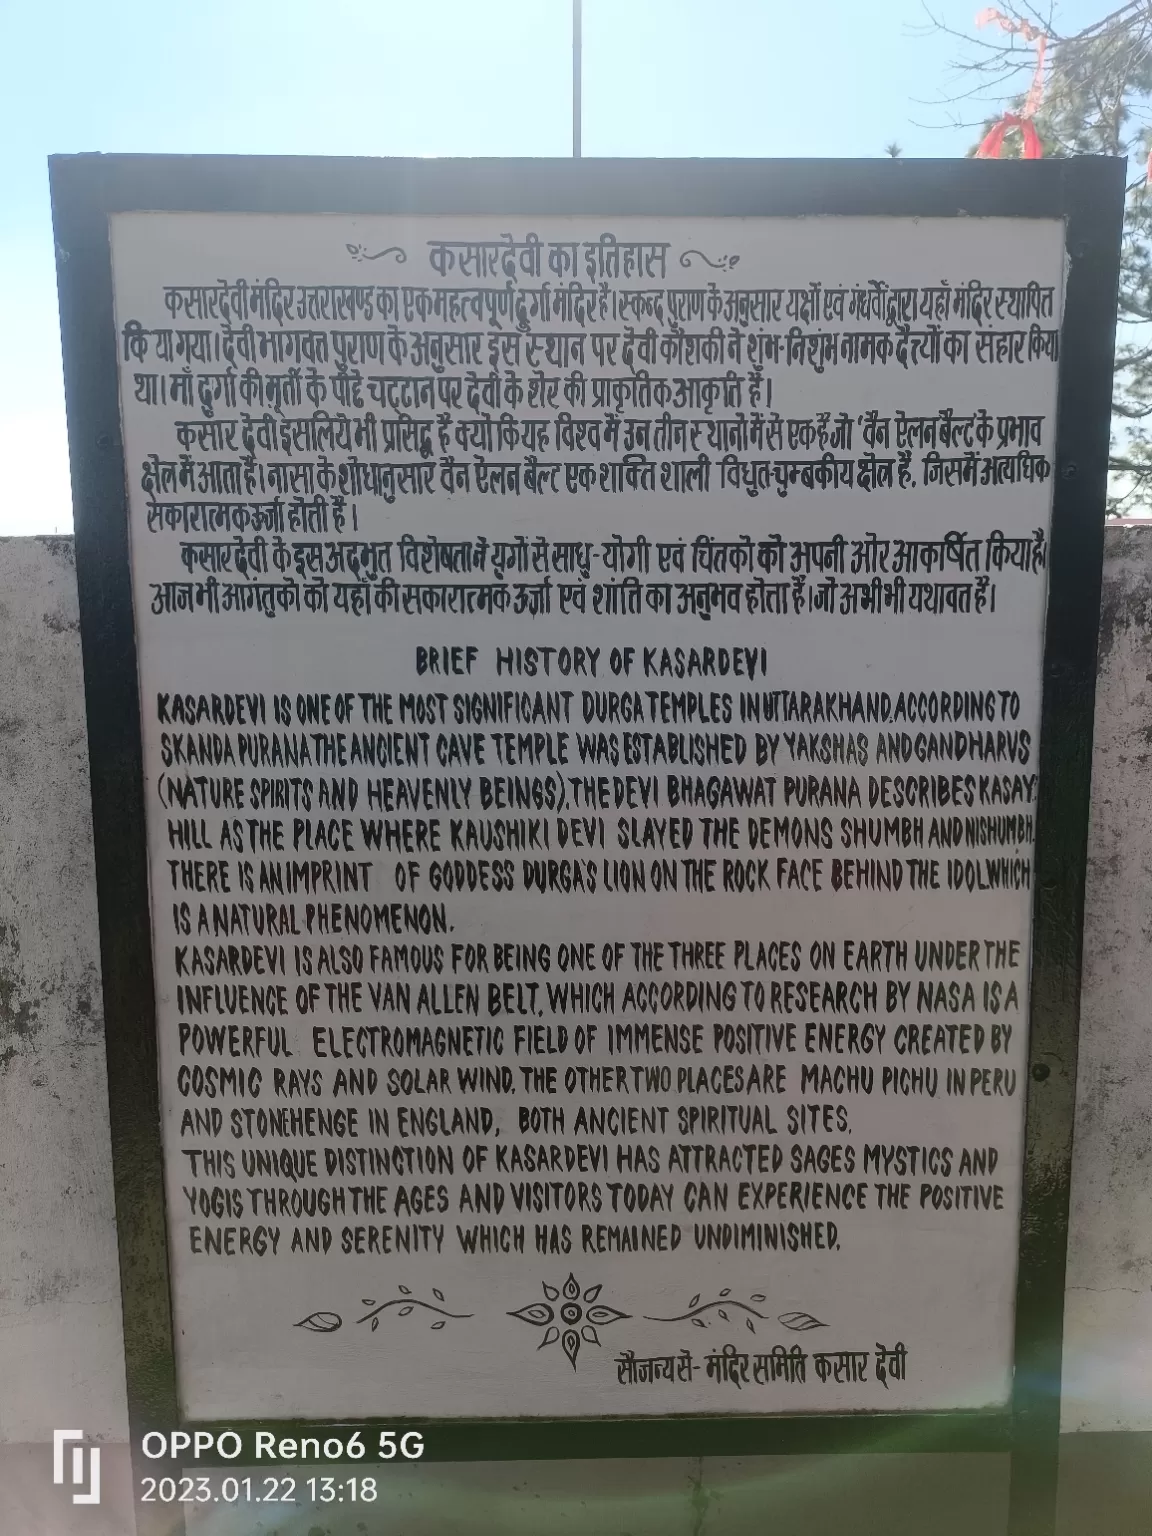 कसारदेवी का इतिहास
कसारदेवी मंदिर उत्तराखण्ड का एक महत्वपूर्ण दुर्गा मंदिर है। स्कन्द पुराण के अनुसार यक्षों एवं गंधर्वो द्वारा यहाँ मंदिर स्थापित
किया गया। देवी भागवत पुराण के अनुसार इस स्थान पर देवी कौशकी ने शुंभ-निशुंभ नामक दैत्यों का संहार किया
था। माँ दुर्गा की मूर्ती के पीछे चट्टान पर देवी के शेर की प्राकृतिक आकृति है।
कसार देवी इसलिये भी प्रसिद्ध है क्यो कि यह विश्व में उन तीन स्थानो में से एक है जो 'वैन ऐलन बैल्ट' के प्रभाव
क्षेत्र में आता है। नासा के शोधानुसार वैन ऐलन बैल्ट एक शक्ति शाली विधुत-चुम्बकीय क्षेत्र है, जिसमें अत्यधिक
सकारात्मक ऊर्जा होती है।
कसार देवी के इस अदभुत विशेषता ने युगों से साधु-योगी एवं चिंतको को अपनी ओर आकर्षित किया है।
आज भी आगंतुको को यहाँ की सकारात्मक ऊर्जा एवं शांति का अनुभव होता है। जो अभी भी यथावत है।
BRIEF HISTORY OF KASARDEVI
KASARDEVI IS ONE OF THE MOST SIGNIFICANT DURGA TEMPLES IN UTTARAKHAND. ACCORDING TO
SKANDA PURANA THE ANCIENT CAVE TEMPLE WAS ESTABLISHED BY YAKSHAS AND GANDHARVS
(NATURE SPIRITS AND HEAVENLY BEINGS). THE DEVI BHAGAWAT PURANA DESCRIBES KASAY
HILL AS THE PLACE WHERE KAUSHIKI DEVI SLAYED THE DEMONS SHUMBH AND NISHUMBH.
THERE IS AN IMPRINT OF GODDESS DURGA'S LION ON THE ROCK FACE BEHIND THE IDOL. WHICH
IS A NATURAL PHENOMENON.
KASARDEVI IS ALSO FAMOUS FOR BEING ONE OF THE THREE PLACES ON EARTH UNDER THE
INFLUENCE OF THE VAN ALLEN BELT, WHICH ACCORDING TO RESEARCH BY NASA IS A
POWERFUL ELECTROMAGNETIC FIELD OF IMMENSE POSITIVE ENERGY CREATED BY
COSMIC RAYS AND SOLAR WIND. THE OTHER TWO PLACES ARE MACHU PICHU IN PERU
AND STONEHENGE IN ENGLAND, BOTH ANCIENT SPIRITUAL SITES.
THIS UNIQUE DISTINCTION OF KASARDEVI HAS ATTRACTED SAGES MYSTICS AND
YOGIS THROUGH THE AGES AND VISITORS TODAY CAN EXPERIENCE THE POSITIVE
ENERGY AND SERENITY WHICH HAS REMAINED UNDIMINISHED.
सौजन्य से- मंदिर समिति कसार देवी
OPPO Reno6 5G
2023.01.22 13:18